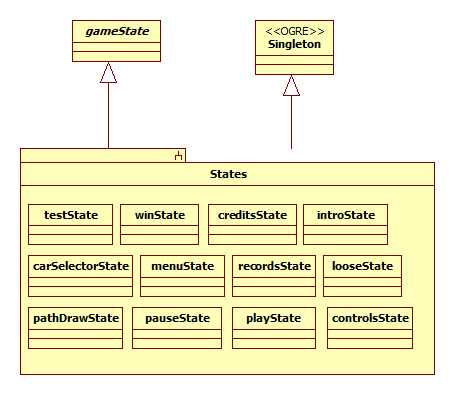 gameState
<<OGRE>>
Singleton
States
testState
winState
creditsState
introState
carSelectorState
menuState
recordsState
looseState
pathDrawState
pauseState
playState
controlsState